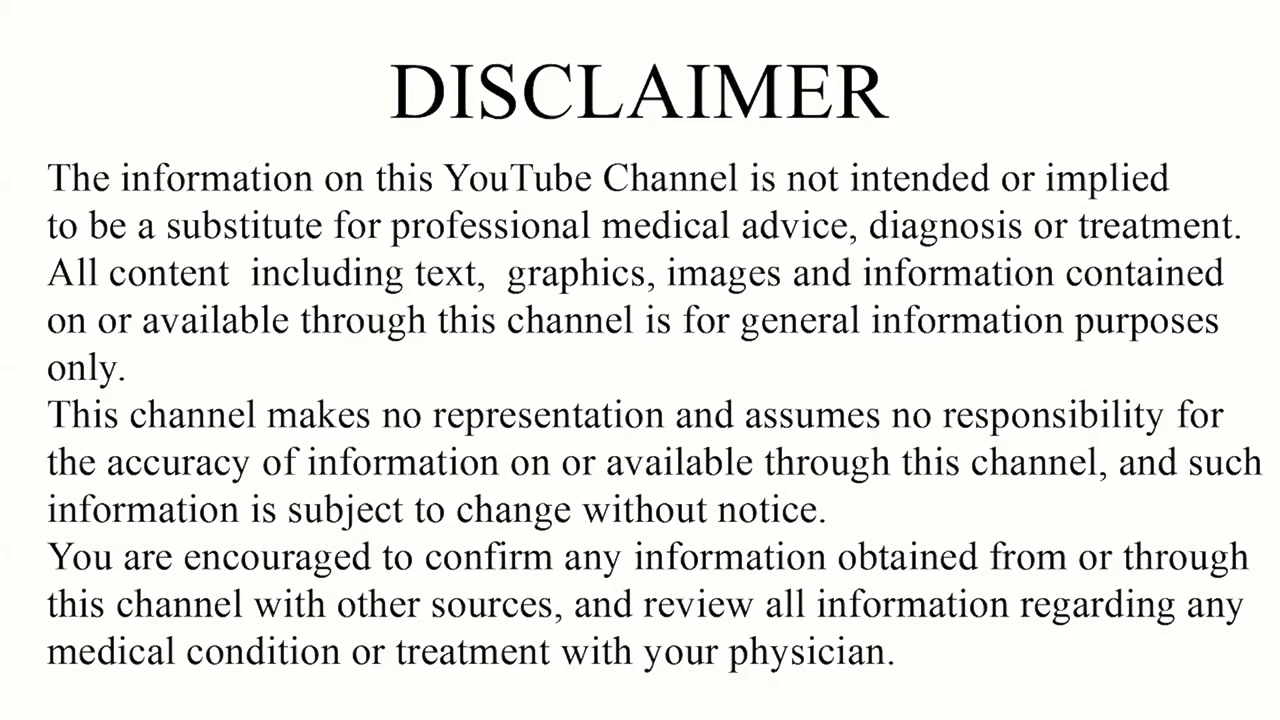 DISCLAIMER
The information on this YouTube Channel is not intended or implied
to be a substitute for professional medical advice, diagnosis or treatment.
All content  including text,  graphics, images and information contained
on or available through this channel is for general information purposes
only.
This channel makes no representation and assumes no responsibility for
the accuracy of information on or available through this channel, and such
information is subject to change without notice.
You are encouraged to confirm any information obtained from or through
this channel with other sources, and review all information regarding any
medical condition or treatment with your physician.